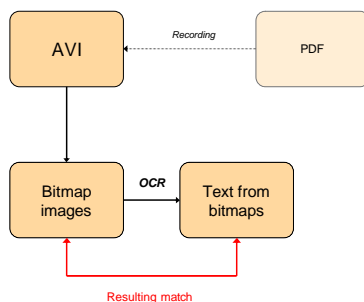 Recording
AVI
PDF
Bitmap
images
OCR
Text from
bitmaps
Resulting match